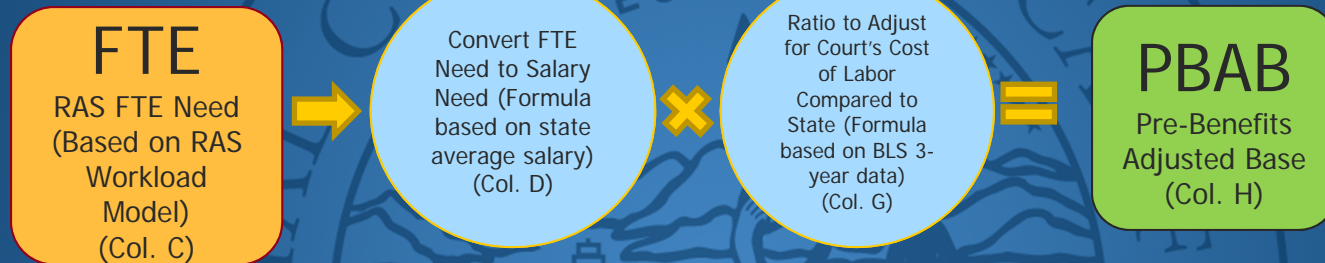 FTE
RAS FTE Need
(Based on RAS
Workload
Model)
(Col. C)
Convert FTE
Need to Salary
Need (Formula
based on state
average salary)
(Col. D)
Ratio to Adjust
for Court's Cost
of Labor
Compared to
State (Formula
based on BLS 3-
year data)
(Col. G)
PBAB
Pre-Benefits
Adjusted Base
(Col. H)